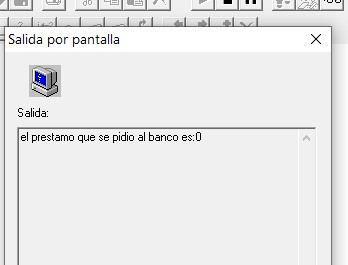 Salida por pantalla
Salida:
el prestamo que se pidio al banco es:0